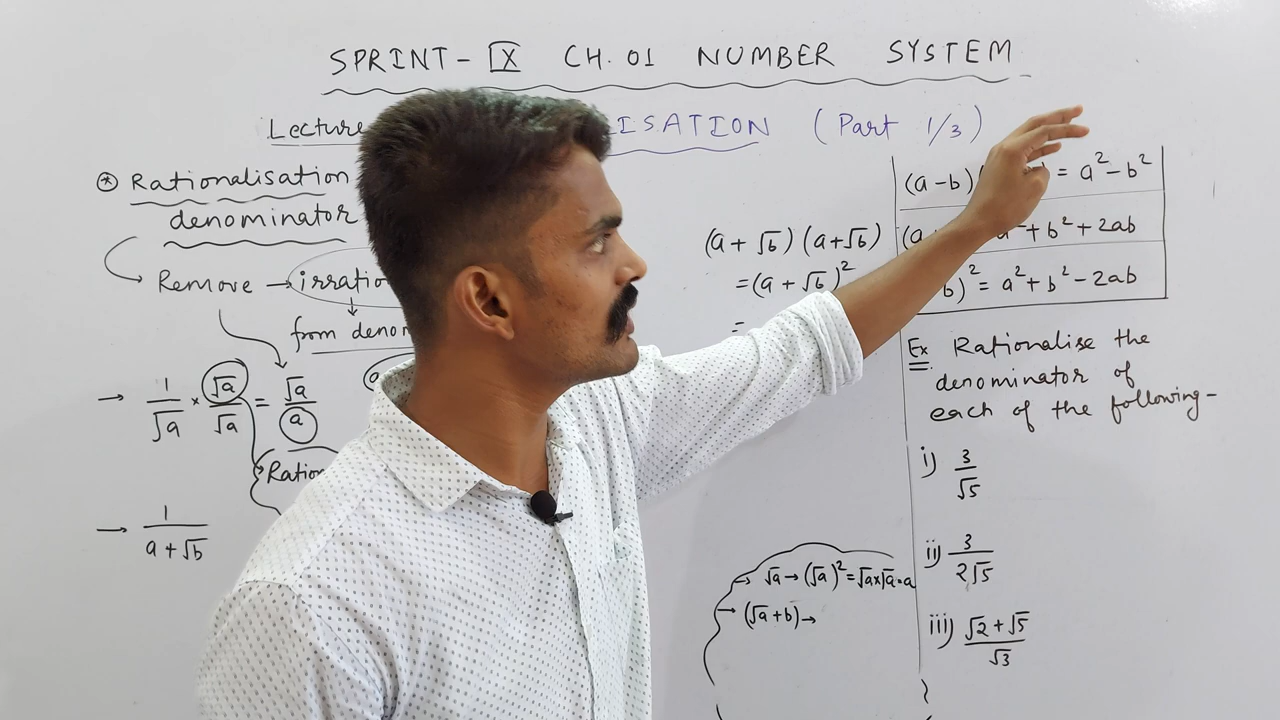 SPRINT-IX CH.01 NUMBER SYSTEM
Lecture ISATION (Part 1/3)
⊛ Rationalisation
denominator
Remove → irratio
from deno
→ 1/√a × √a/√a = √a/a
Ration
→ 1/(a+√b)
(a+√b)(a+√b)
=(a+√b)²
=
(a-b) = a²-b²
(a + b²+2ab
b)² = a²+b²-2ab
Ex Rationalise the
denominator of
each of the following-
i) 3/√5
ii) 3/2√5
iii) (√2+√5)/√3
→ √a→(√a)²=√a×√a=a
→ (√a+b)→